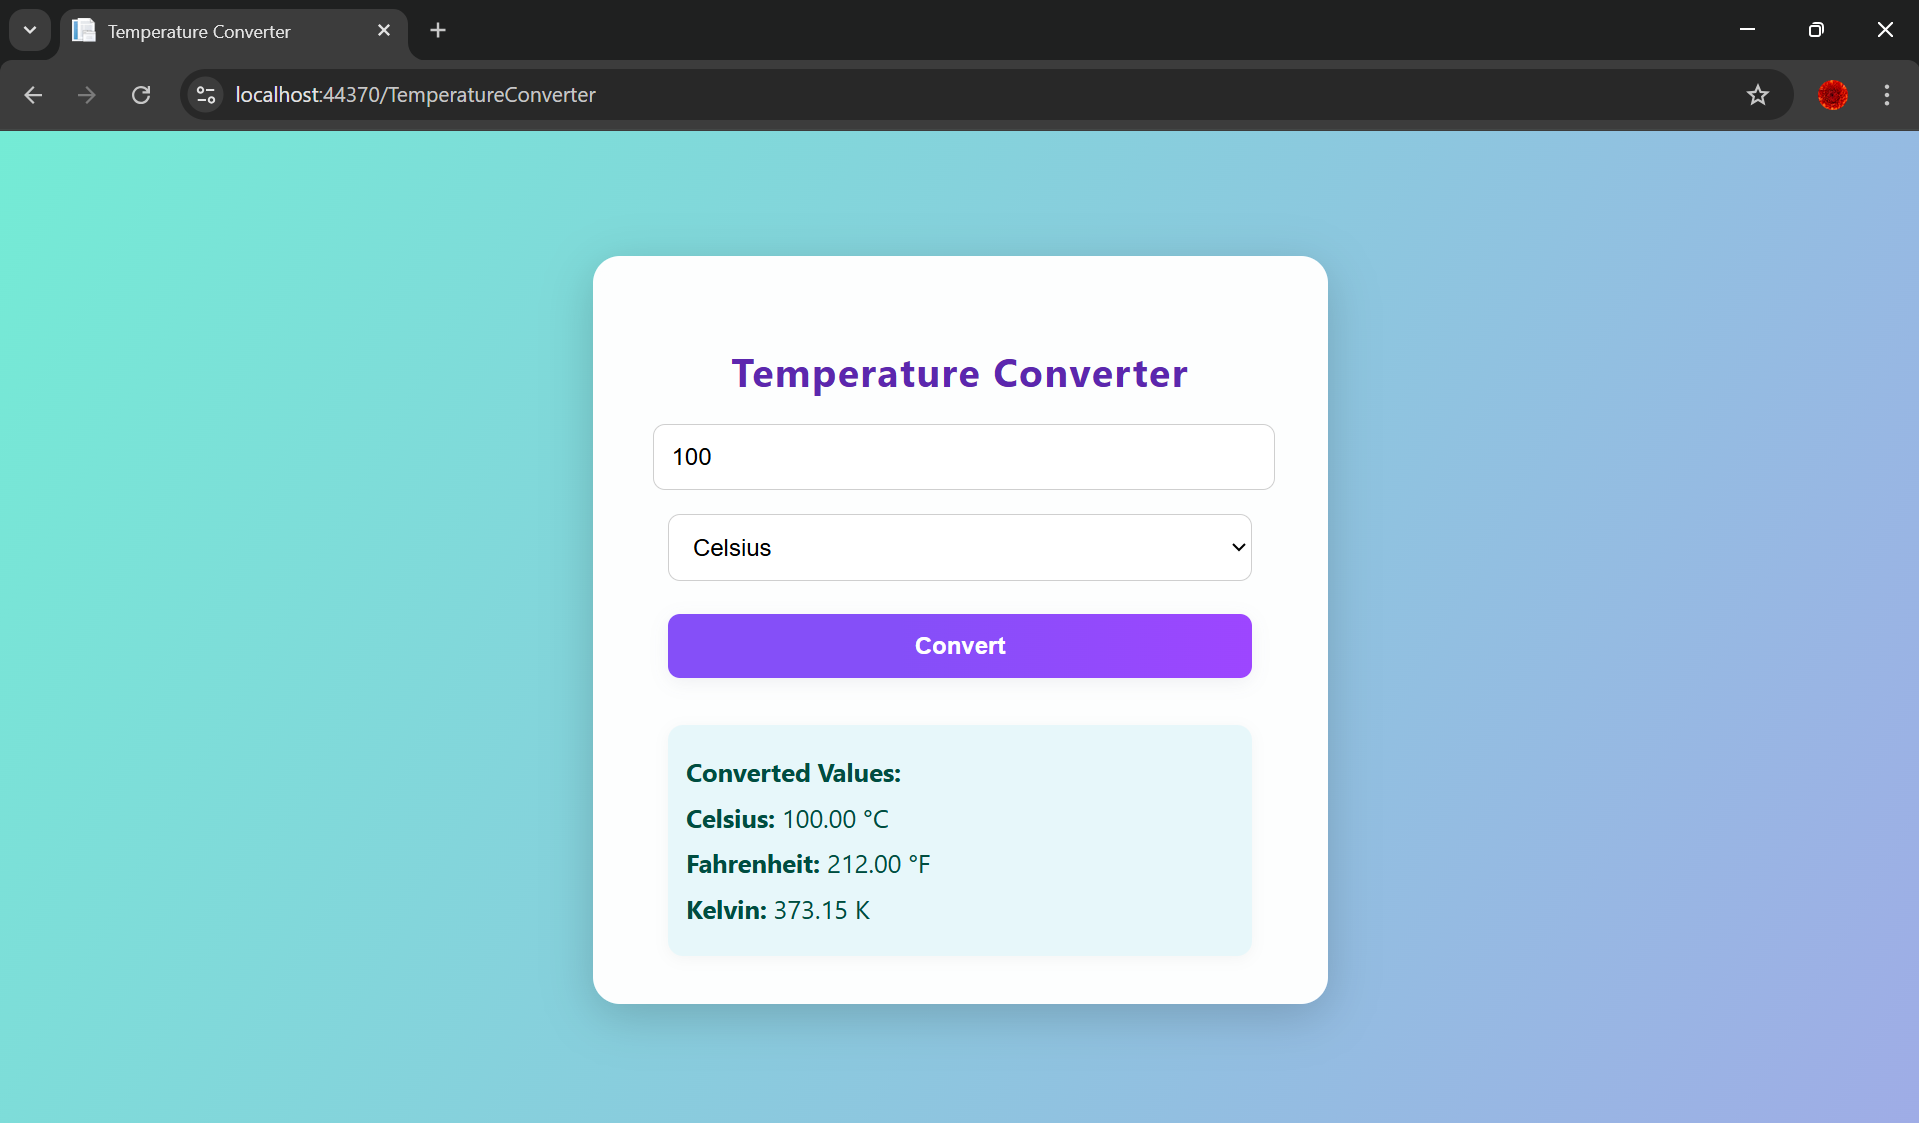 Temperature Converter
localhost:44370/TemperatureConverter
Temperature Converter
100
Celsius
Convert
Converted Values:
Celsius: 100.00 °C
Fahrenheit: 212.00 °F
Kelvin: 373.15 K